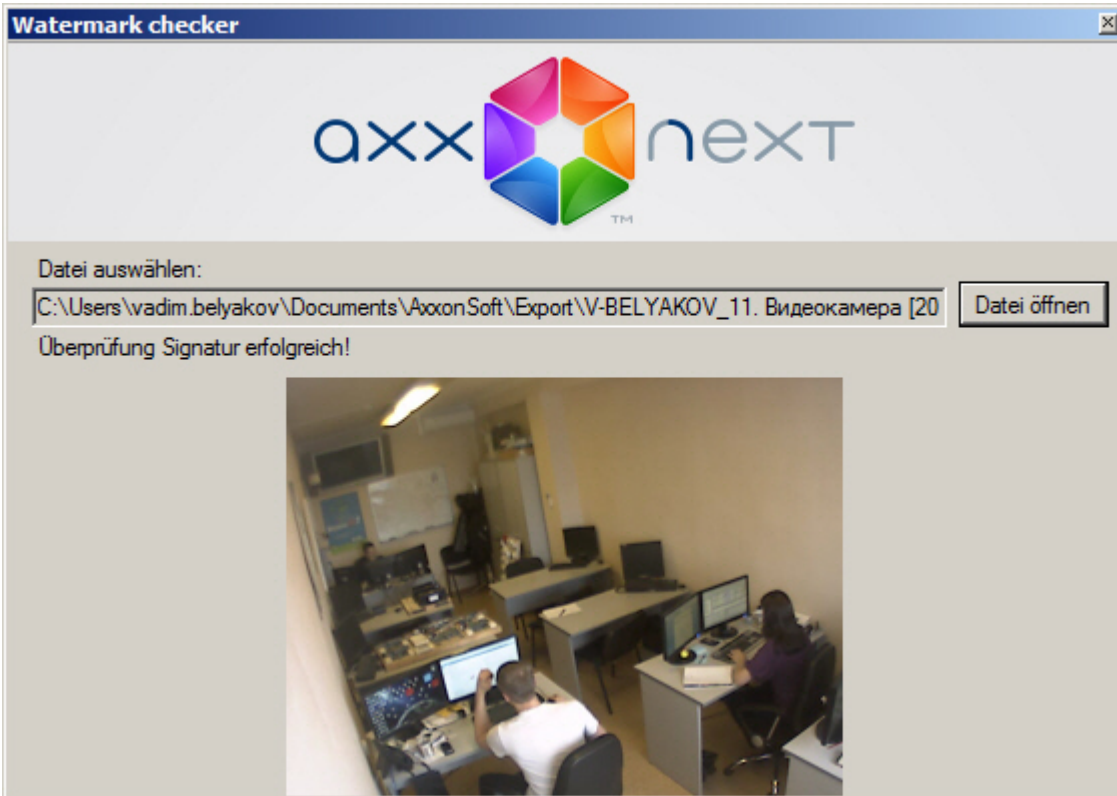 Watermark checker
axx next
TM
Datei auswählen:
C:\Users\vadim.belyakov\Documents\AxxonSoft\Export\V-BELYAKOV_11. Видеокамера [20
Datei öffnen
Überprüfung Signatur erfolgreich!